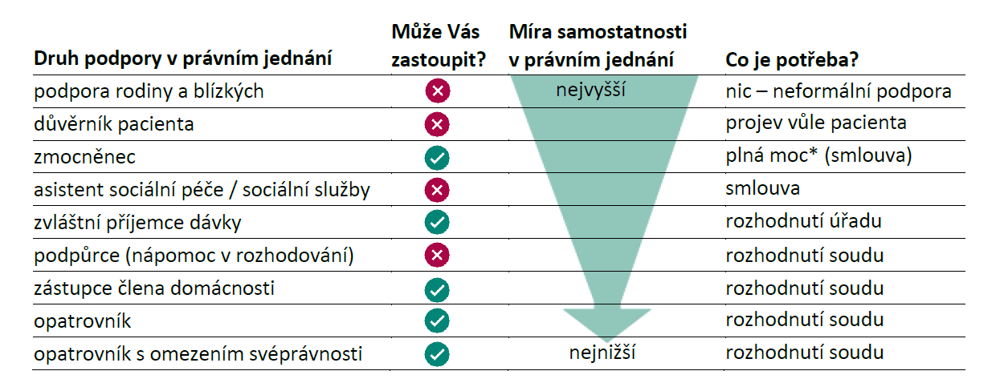 Druh podpory v právním jednání Může Vás zastoupit? Míra samostatnosti v právním jednání Co je potřeba?
podpora rodiny a blízkých nejvyšší nic – neformální podpora
důvěrník pacienta projev vůle pacienta
zmocněnec plná moc* (smlouva)
asistent sociální péče / sociální služby smlouva
zvláštní příjemce dávky rozhodnutí úřadu
podpůrce (nápomoc v rozhodování) rozhodnutí soudu
zástupce člena domácnosti rozhodnutí soudu
opatrovník rozhodnutí soudu
opatrovník s omezením svéprávnosti nejnižší rozhodnutí soudu